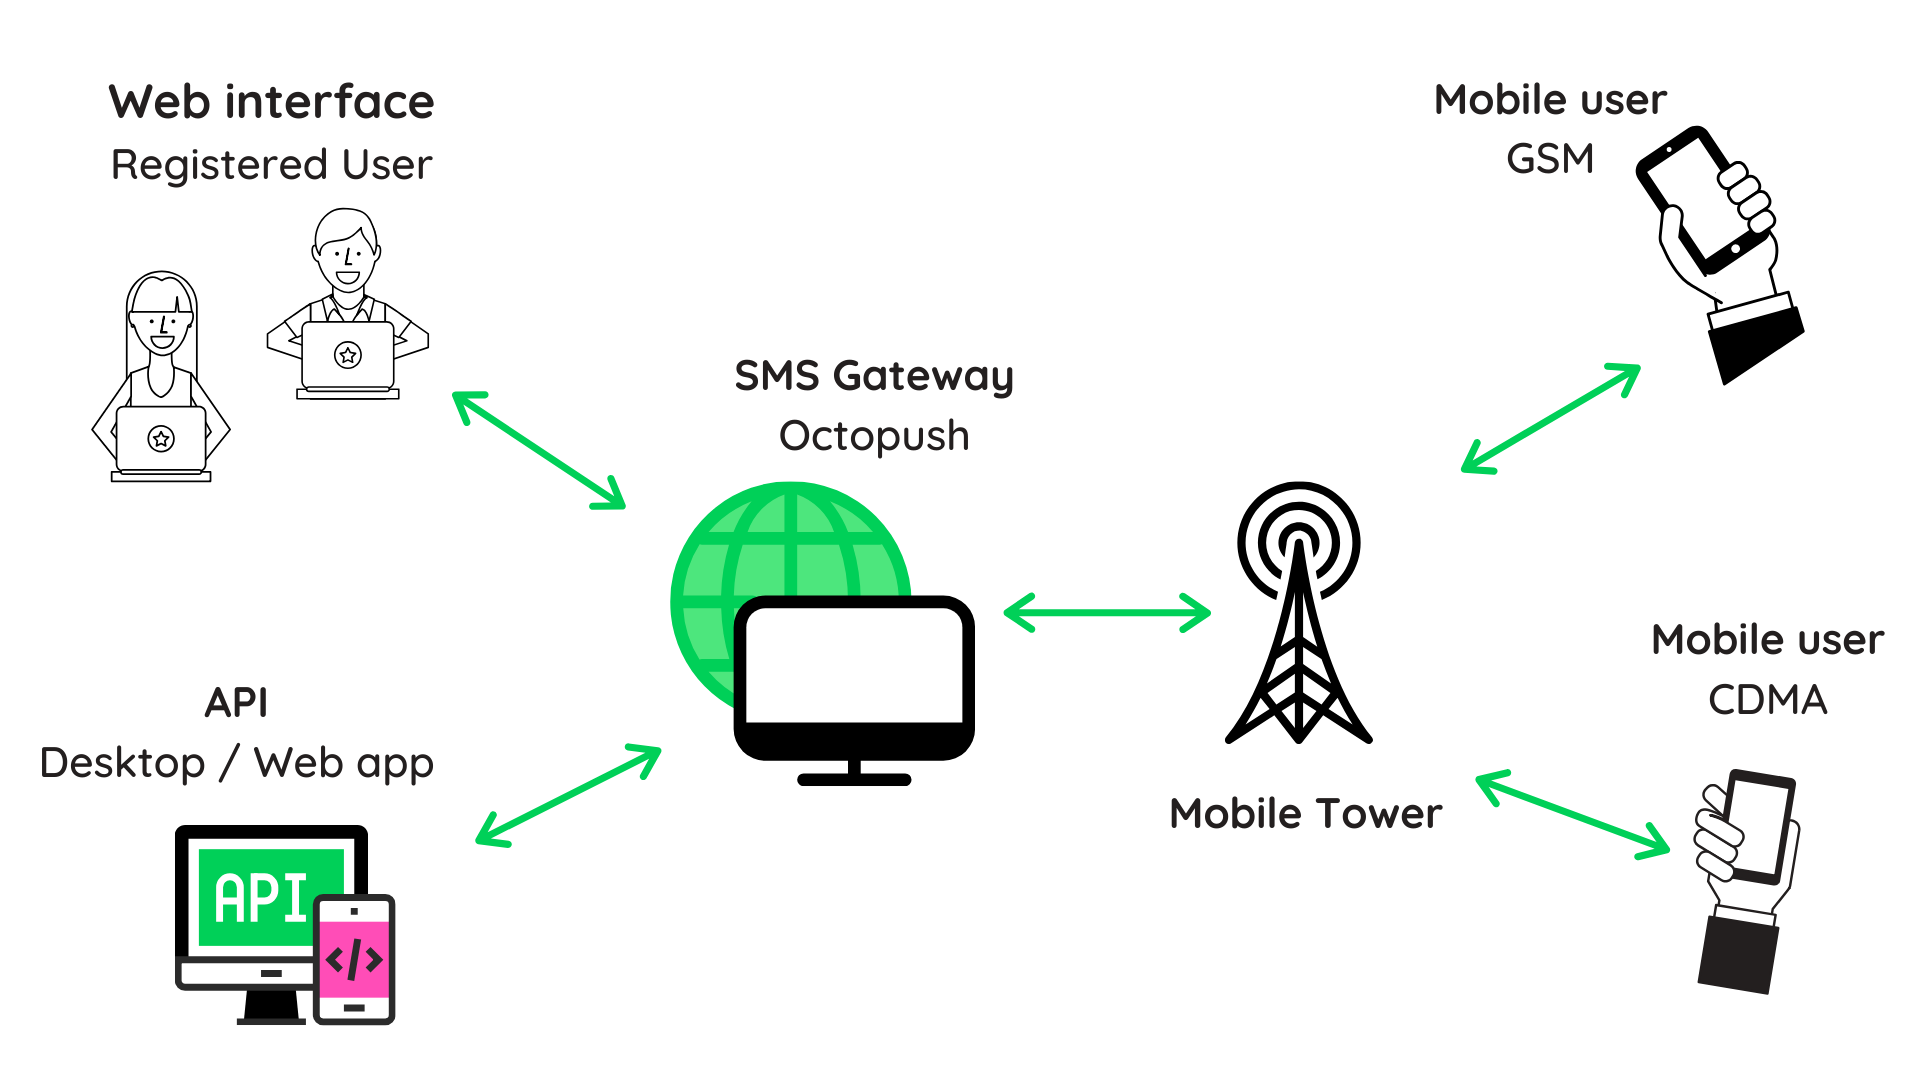 Web interface
Registered User
Mobile user
GSM
SMS Gateway
Octopush
Mobile user
CDMA
API
Desktop / Web app
Mobile Tower
API
</>